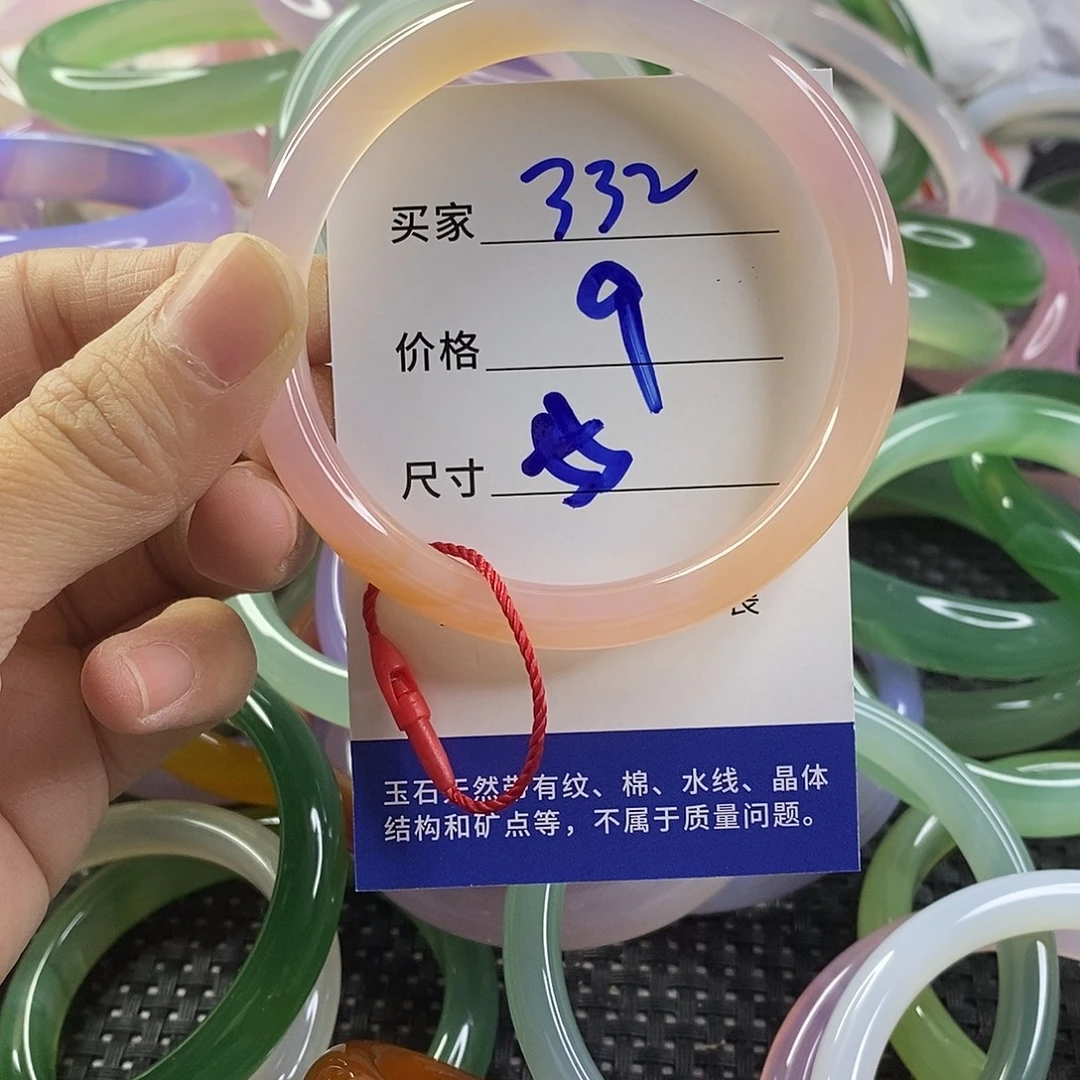 买家 332
价格 9
尺寸
玉石天然带有纹、棉、水线、晶体
结构和矿点等，不属于质量问题。